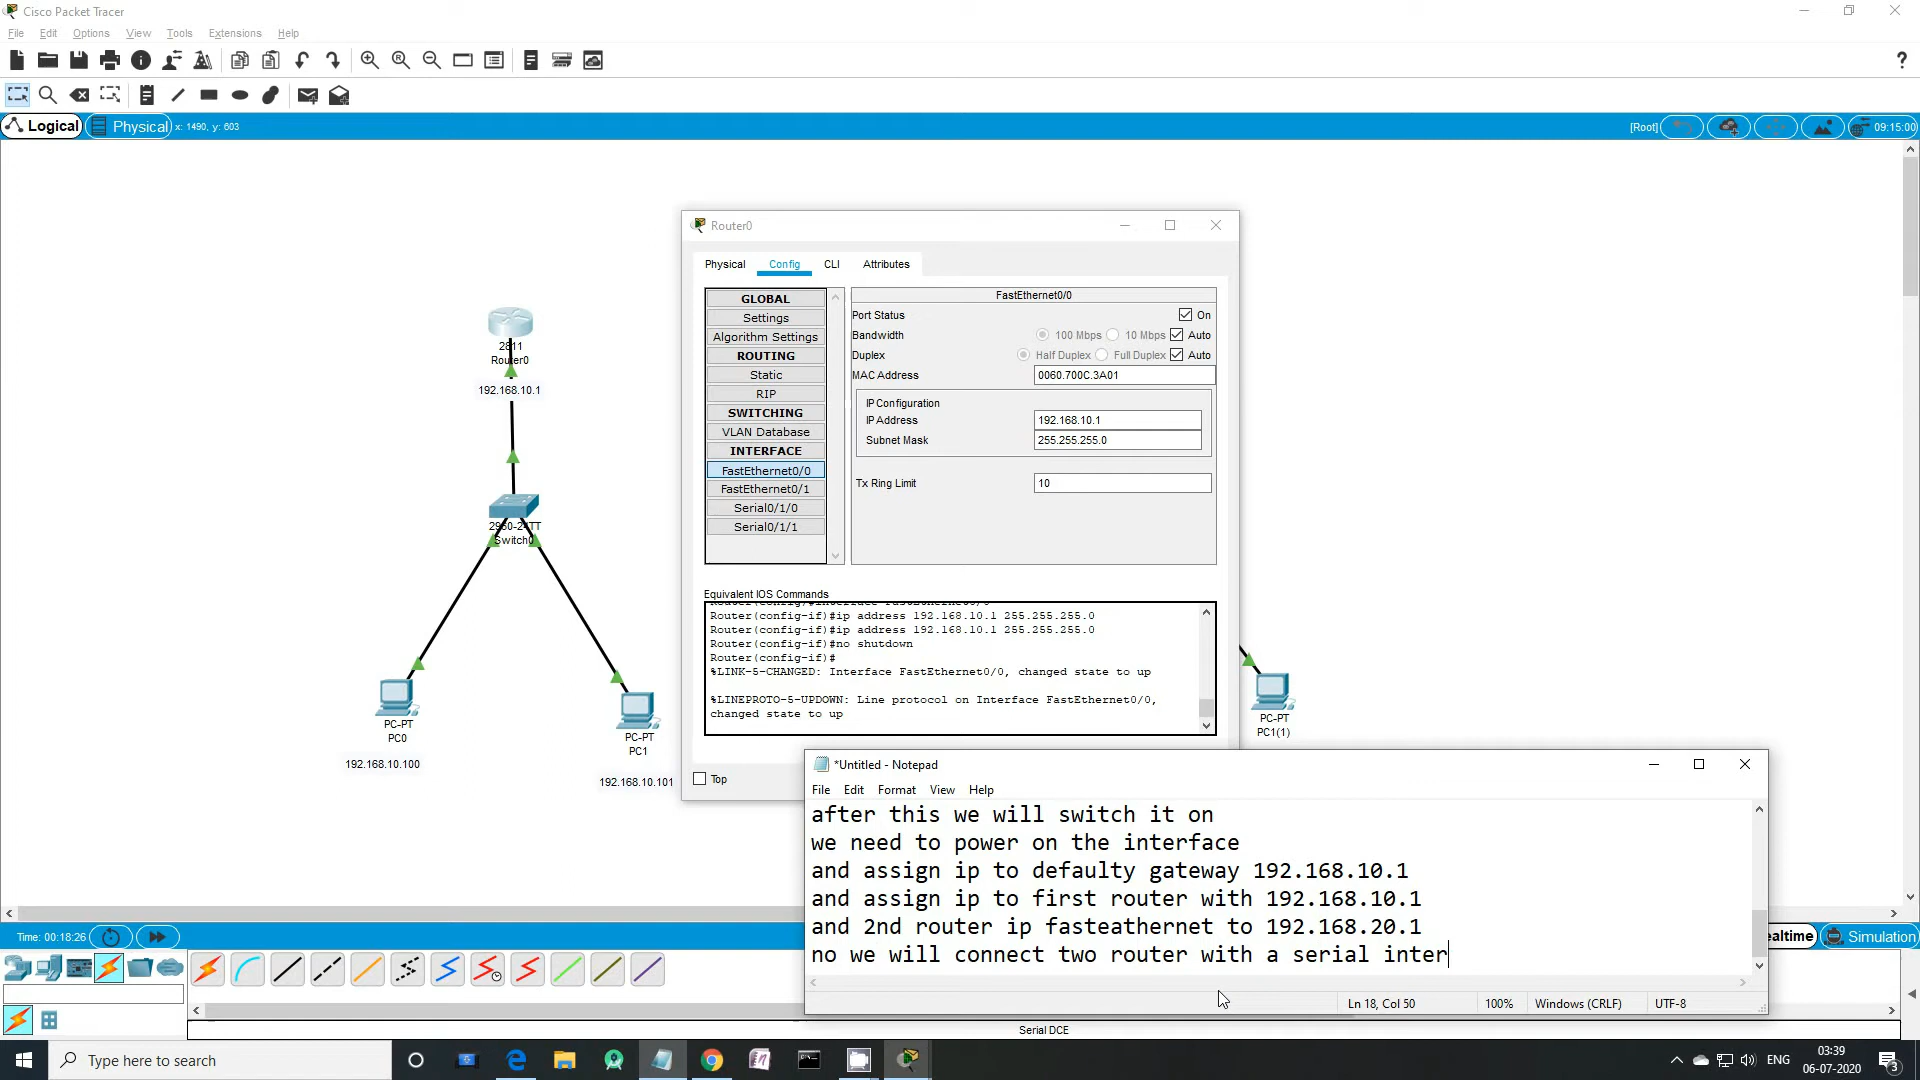 Cisco Packet Tracer
File Edit Options View Tools Extensions Help
?
Logical Physical x: 1490, y: 603 [Root] 09:15:00
Router0
Physical Config CLI Attributes
GLOBAL
Settings
Algorithm Settings
ROUTING
Static
RIP
SWITCHING
VLAN Database
INTERFACE
FastEthernet0/0
FastEthernet0/1
Serial0/1/0
Serial0/1/1
FastEthernet0/0
Port Status On
Bandwidth 100 Mbps 10 Mbps Auto
Duplex Half Duplex Full Duplex Auto
MAC Address 0060.700C.3A01
IP Configuration
IP Address 192.168.10.1
Subnet Mask 255.255.255.0
Tx Ring Limit 10
Equivalent IOS Commands
Router(config-if)#ip address 192.168.10.1 255.255.255.0
Router(config-if)#ip address 192.168.10.1 255.255.255.0
Router(config-if)#no shutdown
Router(config-if)#
%LINK-5-CHANGED: Interface FastEthernet0/0, changed state to up
%LINEPROTO-5-UPDOWN: Line protocol on Interface FastEthernet0/0,
changed state to up
Top
2811
Router0
192.168.10.1
2950-24TT
Switch0
PC-PT
PC0
192.168.10.100
PC-PT
PC1
192.168.10.101
PC-PT
PC1(1)
*Untitled - Notepad
File Edit Format View Help
after this we will switch it on
we need to power on the interface
and assign ip to defaulty gateway 192.168.10.1
and assign ip to first router with 192.168.10.1
and 2nd router ip fasteathernet to 192.168.20.1
no we will connect two router with a serial inter
Ln 18, Col 50 100% Windows (CRLF) UTF-8
Time: 00:18:26 ealtime Simulation
Serial DCE
Type here to search
ENG
03:39
06-07-2020
3